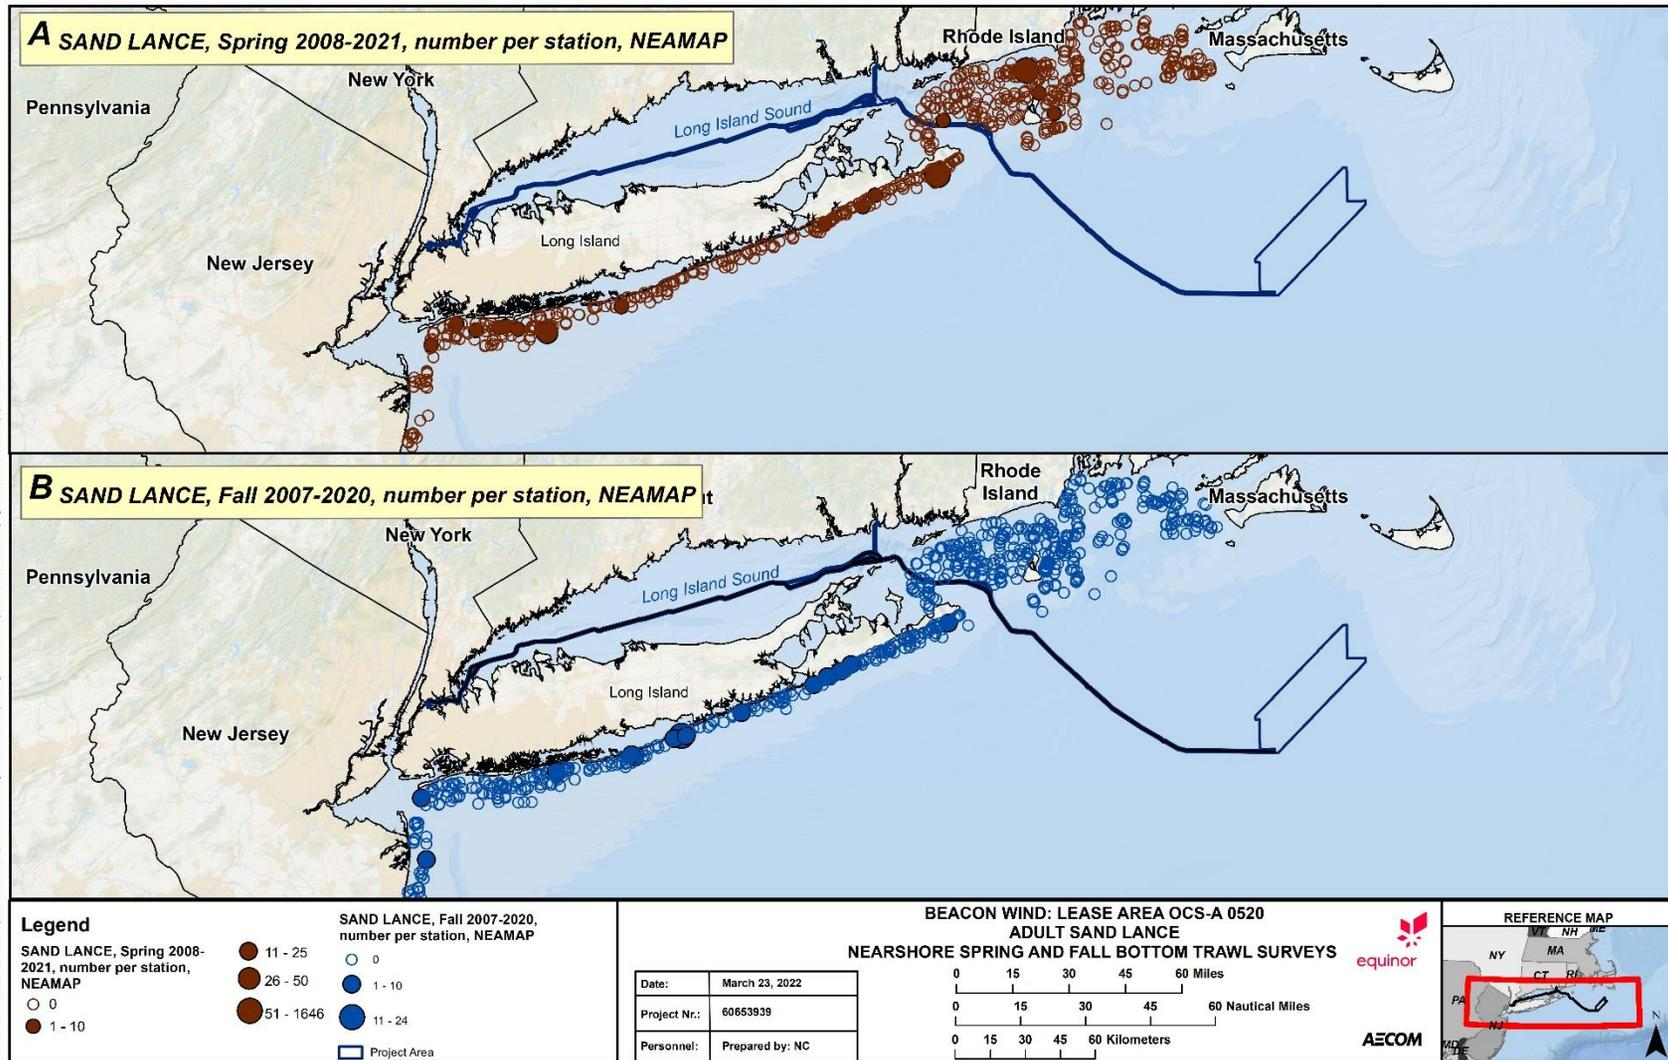 A SAND LANCE, Spring 2008-2021, number per station, NEAMAP
New York
Pennsylvania
Rhode Island
Massachusetts
Long Island Sound
Long Island
New Jersey
B SAND LANCE, Fall 2007-2020, number per station, NEAMAP
ut
New York
Pennsylvania
Rhode
Island
Massachusetts
Long Island Sound
Long Island
New Jersey
Legend
SAND LANCE, Spring 2008-
2021, number per station,
NEAMAP
0
1 - 10
11 - 25
26 - 50
51 - 1646
SAND LANCE, Fall 2007-2020,
number per station, NEAMAP
0
1 - 10
11 - 24
Project Area
BEACON WIND: LEASE AREA OCS-A 0520
ADULT SAND LANCE
NEARSHORE SPRING AND FALL BOTTOM TRAWL SURVEYS
Date: March 23, 2022
Project Nr.: 60653939
Personnel: Prepared by: NC
0 15 30 45 60 Miles
0 15 30 45 60 Nautical Miles
0 15 30 45 60 Kilometers
equinor
AECOM
REFERENCE MAP
VT NH ME
NY MA
CT RI
PA
NJ
MD
DE
N